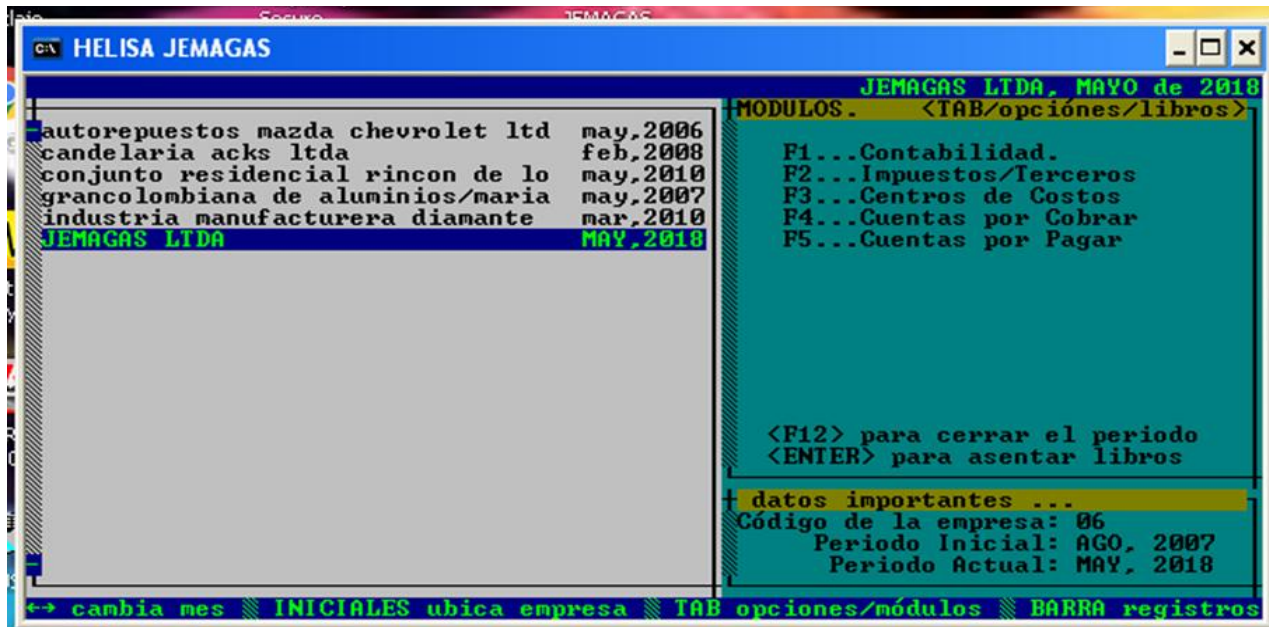 Seguro JEMAGAS
HELISA JEMAGAS
JEMAGAS LTDA, MAYO de 2018
autorepuestos mazda chevrolet ltd may,2006
candelaria acks ltda feb,2008
conjunto residencial rincon de lo may,2010
grancolombiana de aluminios/maria may,2007
industria manufacturera diamante mar,2010
JEMAGAS LTDA MAY,2018
MODULOS. <TAB/opciónes/libros>
F1...Contabilidad.
F2...Impuestos/Terceros
F3...Centros de Costos
F4...Cuentas por Cobrar
F5...Cuentas por Pagar
<F12> para cerrar el periodo
<ENTER> para asentar libros
datos importantes ...
Código de la empresa: 06
Periodo Inicial: AGO, 2007
Periodo Actual: MAY, 2018
←→ cambia mes INICIALES ubica empresa TAB opciones/módulos BARRA registros